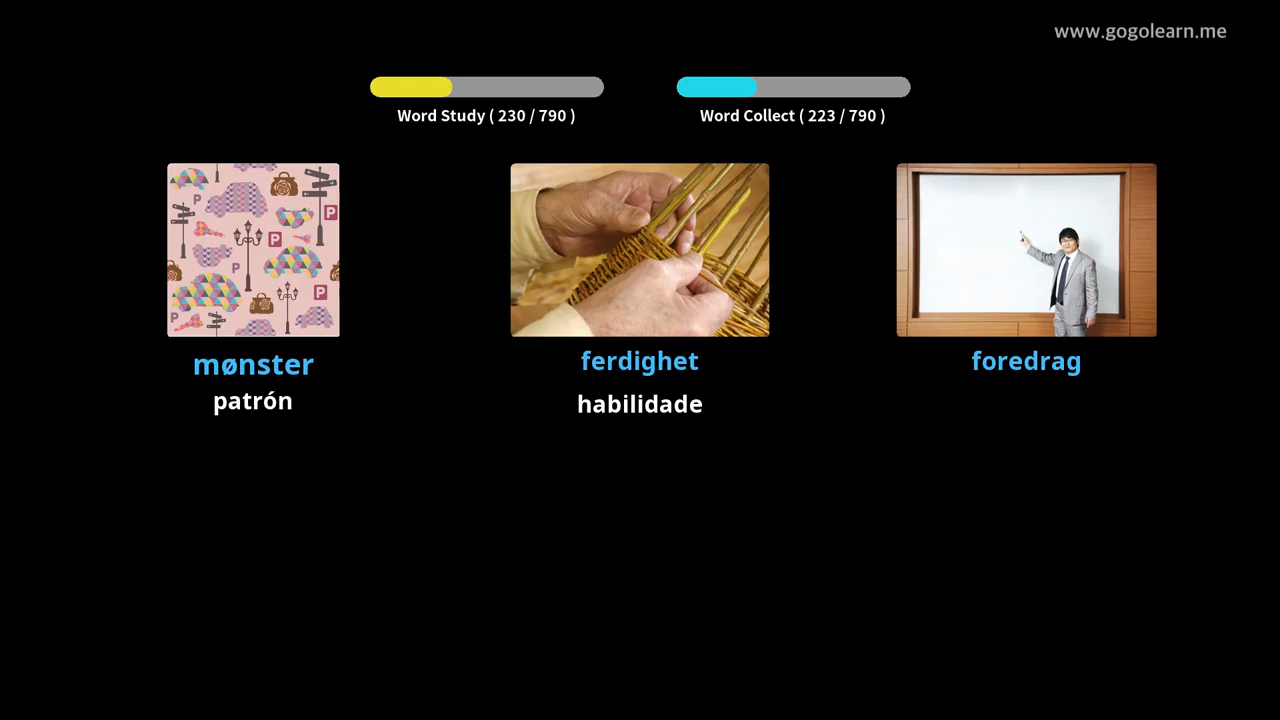 www.gogolearn.me
Word Study ( 230 / 790 )
Word Collect ( 223 / 790 )
P
P
P
P
P
P
mønster
ferdighet
foredrag
patrón
habilidade